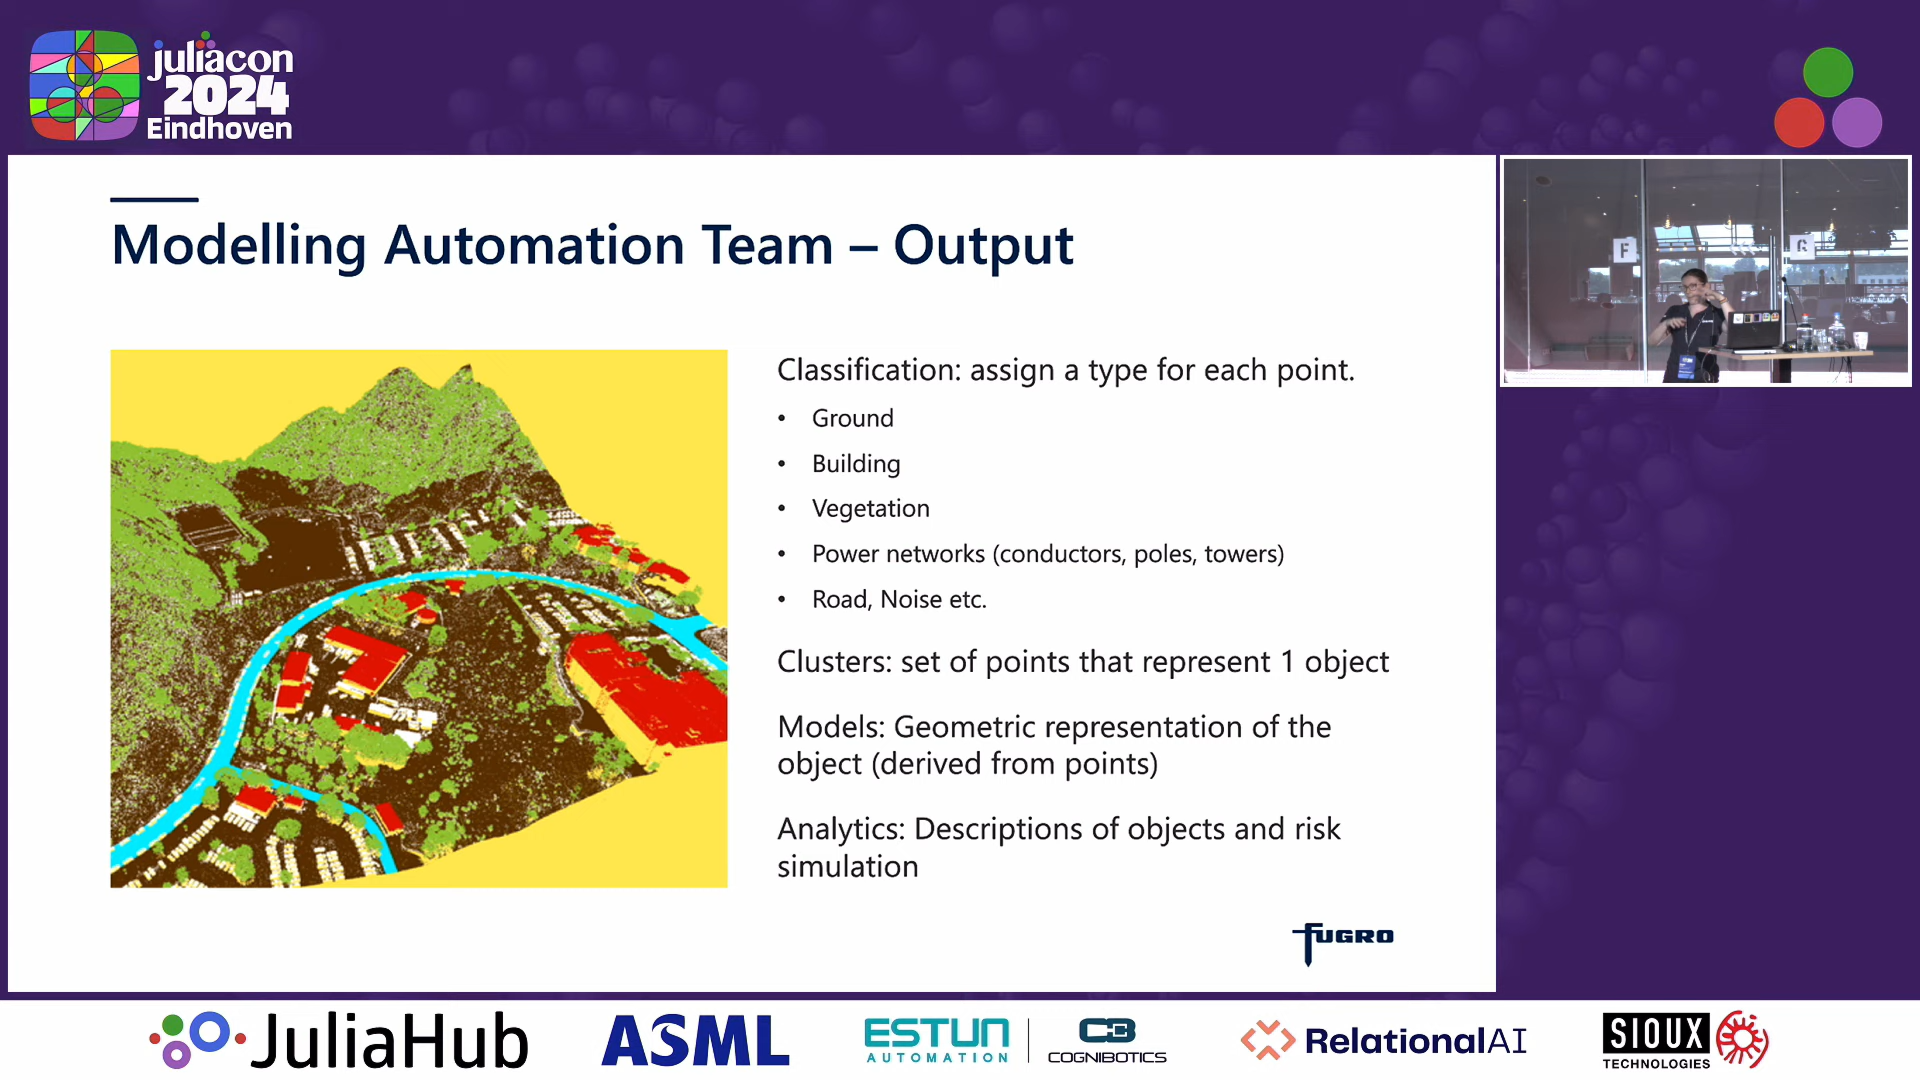 juliacon
2024
Eindhoven
Modelling Automation Team – Output
Classification: assign a type for each point.
• Ground
• Building
• Vegetation
• Power networks (conductors, poles, towers)
• Road, Noise etc.
Clusters: set of points that represent 1 object
Models: Geometric representation of the
object (derived from points)
Analytics: Descriptions of objects and risk
simulation
FUGRO
F
G
JuliaHub
ASML
ESTUN
AUTOMATION
COGNIBOTICS
RelationalAI
SIOUX
TECHNOLOGIES